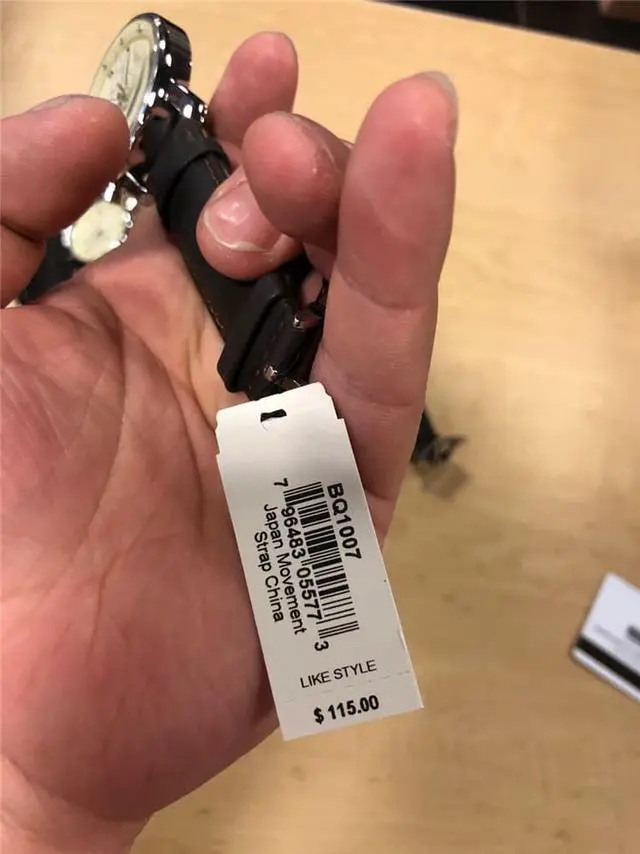 BQ1007
7 96483 05577 3
Japan Movement
Strap China
LIKE STYLE
$ 115.00